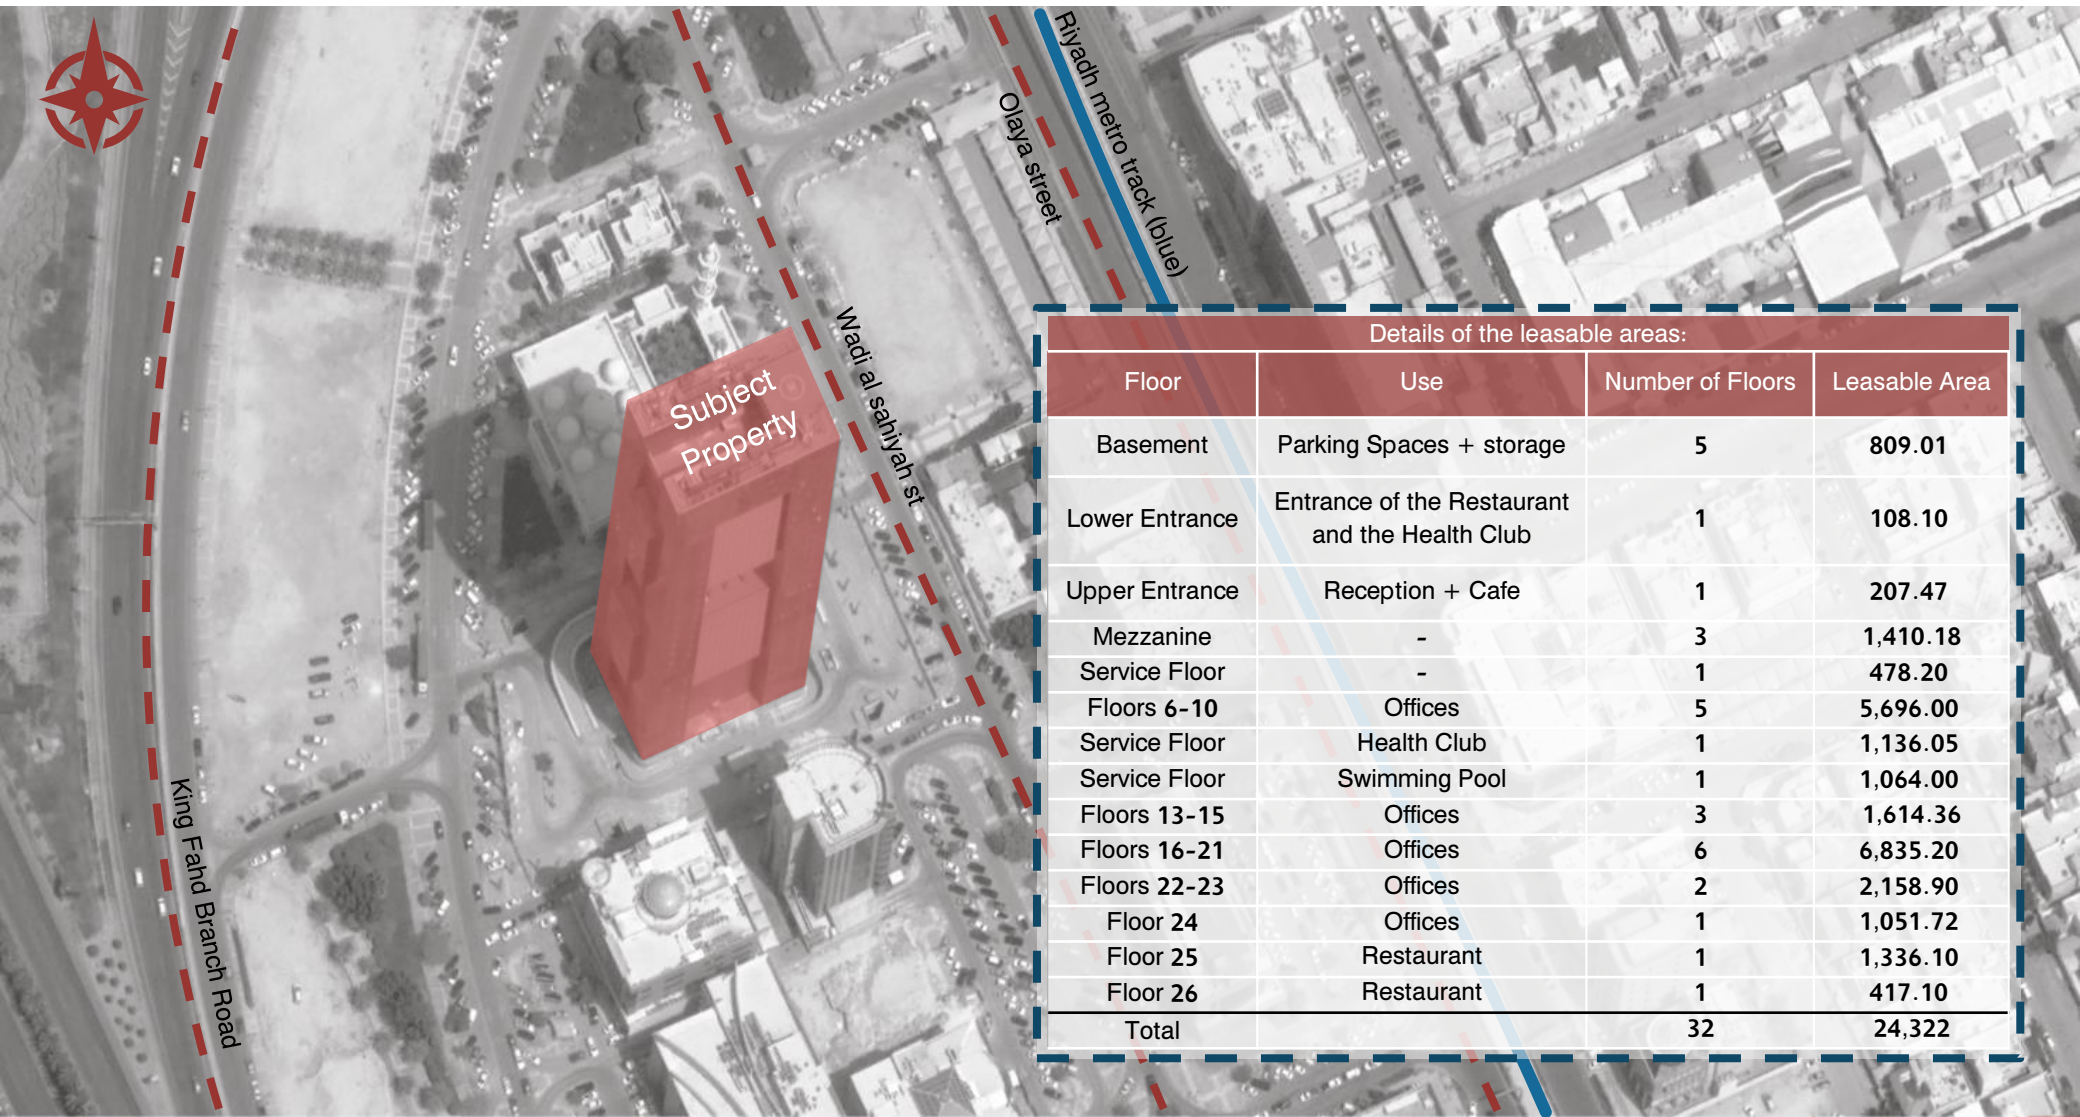 Riyadh metro track (blue)
Olaya street
Wadi al sahiyah st
King Fahd Branch Road
Subject
Property
Details of the leasable areas:
Floor Use Number of Floors Leasable Area
Basement Parking Spaces + storage 5 809.01
Lower Entrance Entrance of the Restaurant and the Health Club 1 108.10
Upper Entrance Reception + Cafe 1 207.47
Mezzanine - 3 1,410.18
Service Floor - 1 478.20
Floors 6-10 Offices 5 5,696.00
Service Floor Health Club 1 1,136.05
Service Floor Swimming Pool 1 1,064.00
Floors 13-15 Offices 3 1,614.36
Floors 16-21 Offices 6 6,835.20
Floors 22-23 Offices 2 2,158.90
Floor 24 Offices 1 1,051.72
Floor 25 Restaurant 1 1,336.10
Floor 26 Restaurant 1 417.10
Total 32 24,322